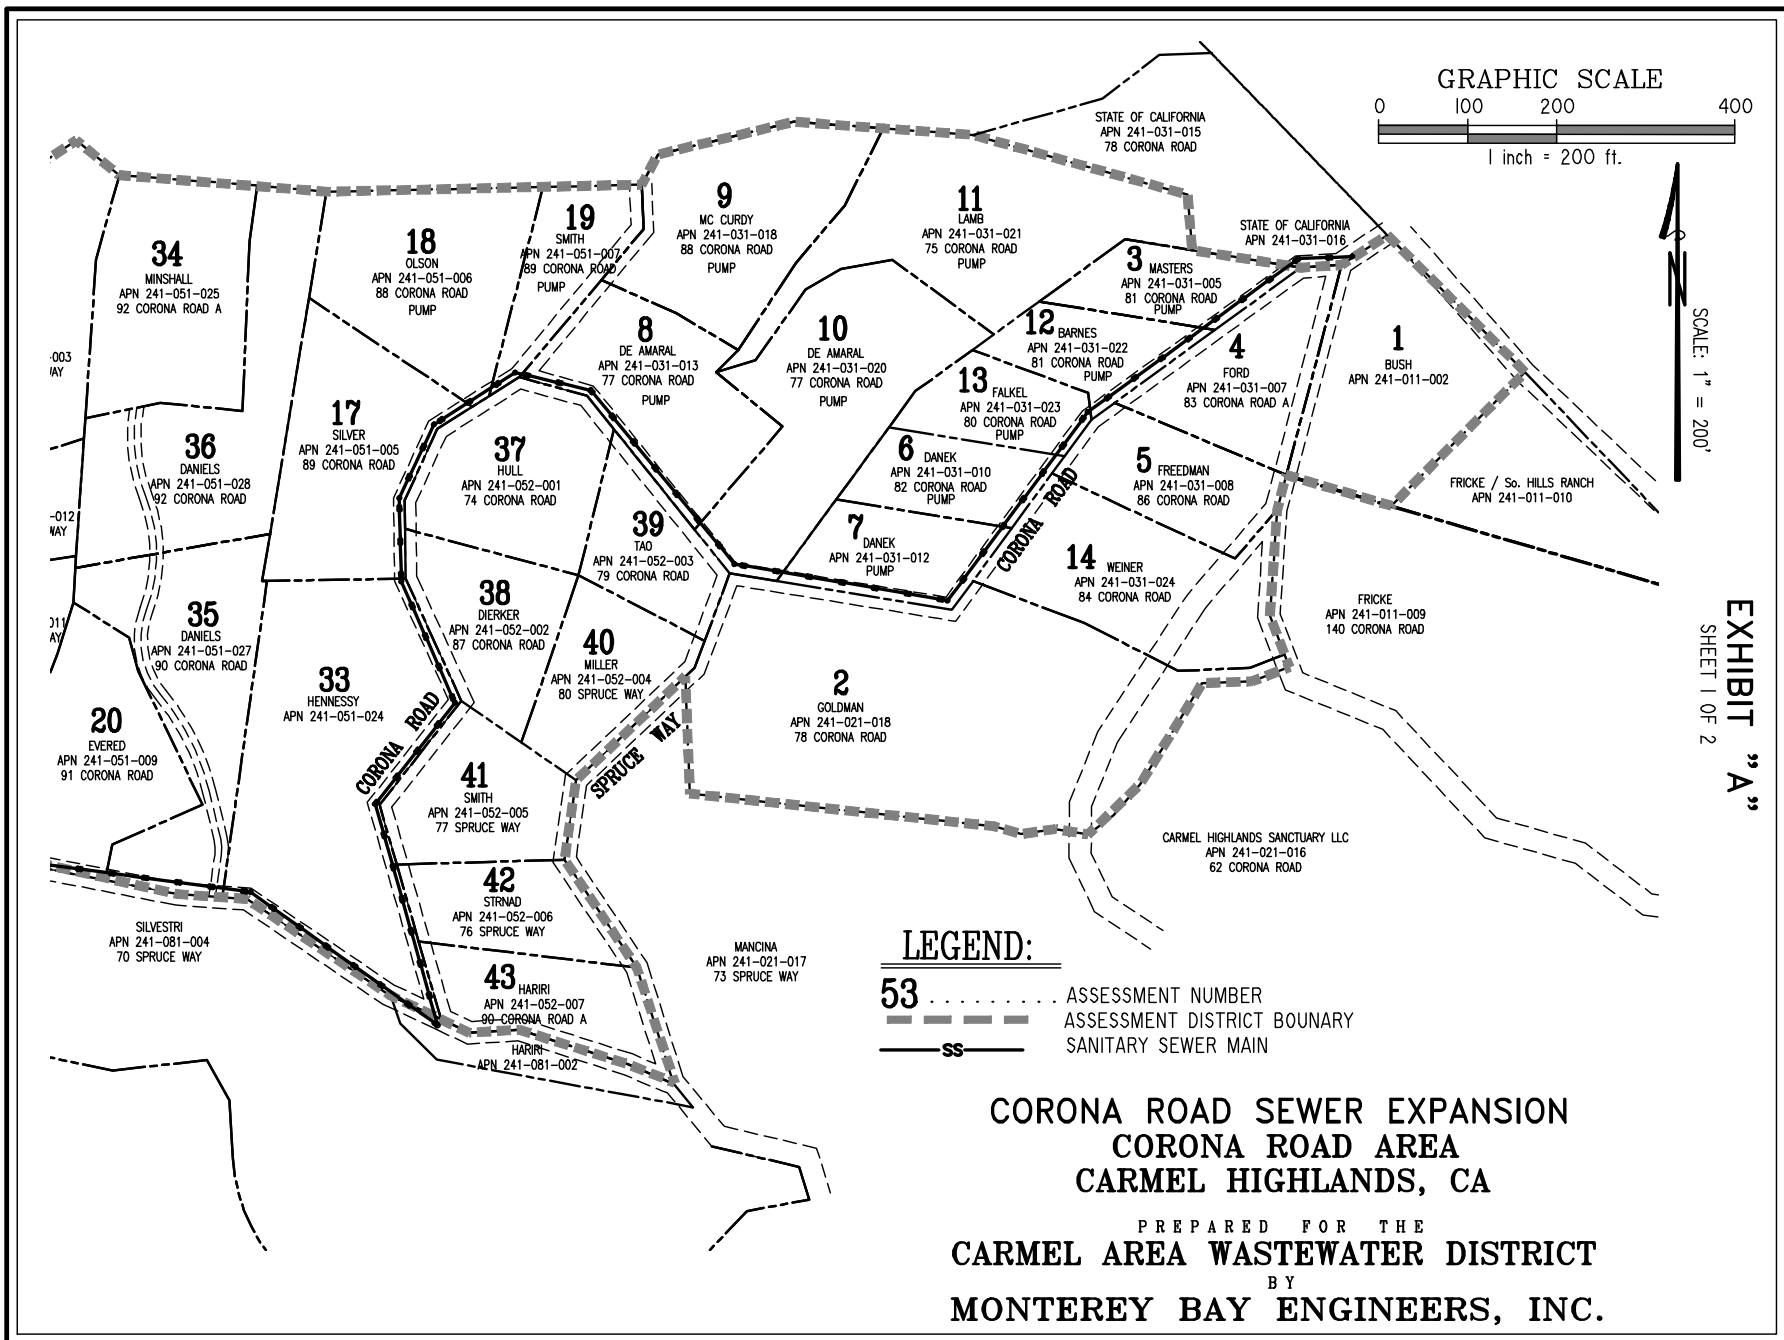 GRAPHIC SCALE
0 100 200 400
1 inch = 200 ft.
N
SCALE: 1" = 200'
EXHIBIT "A"
SHEET 1 OF 2
STATE OF CALIFORNIA
APN 241-031-015
78 CORONA ROAD
STATE OF CALIFORNIA
APN 241-031-016
34
MINSHALL
APN 241-051-025
92 CORONA ROAD A
18
OLSON
APN 241-051-006
88 CORONA ROAD
PUMP
19
SMITH
APN 241-051-007
89 CORONA ROAD
PUMP
9
MC CURDY
APN 241-031-018
88 CORONA ROAD
PUMP
11
LAMB
APN 241-031-021
75 CORONA ROAD
PUMP
3 MASTERS
APN 241-031-005
81 CORONA ROAD
PUMP
12 BARNES
APN 241-031-022
81 CORONA ROAD
PUMP
4
FORD
APN 241-031-007
83 CORONA ROAD A
1
BUSH
APN 241-011-002
8
DE AMARAL
APN 241-031-013
77 CORONA ROAD
PUMP
10
DE AMARAL
APN 241-031-020
77 CORONA ROAD
PUMP
13 FALKEL
APN 241-031-023
80 CORONA ROAD
PUMP
-003
AY
17
SILVER
APN 241-051-005
89 CORONA ROAD
36
DANIELS
APN 241-051-028
92 CORONA ROAD
37
HULL
APN 241-052-001
74 CORONA ROAD
6 DANEK
APN 241-031-010
82 CORONA ROAD
PUMP
5 FREEDMAN
APN 241-031-008
86 CORONA ROAD
FRICKE / So. HILLS RANCH
APN 241-011-010
-012
WAY
39
TAO
APN 241-052-003
79 CORONA ROAD
7 DANEK
APN 241-031-012
PUMP
CORONA ROAD
14 WEINER
APN 241-031-024
84 CORONA ROAD
FRICKE
APN 241-011-009
140 CORONA ROAD
011
AY
35
DANIELS
APN 241-051-027
90 CORONA ROAD
38
DIERKER
APN 241-052-002
87 CORONA ROAD
40
MILLER
APN 241-052-004
80 SPRUCE WAY
33
HENNESSY
APN 241-051-024
2
GOLDMAN
APN 241-021-018
78 CORONA ROAD
20
EVERED
APN 241-051-009
91 CORONA ROAD
CORONA ROAD
SPRUCE WAY
41
SMITH
APN 241-052-005
77 SPRUCE WAY
CARMEL HIGHLANDS SANCTUARY LLC
APN 241-021-016
62 CORONA ROAD
42
STRNAD
APN 241-052-006
76 SPRUCE WAY
SILVESTRI
APN 241-081-004
70 SPRUCE WAY
MANCINA
APN 241-021-017
73 SPRUCE WAY
43 HARIRI
APN 241-052-007
90 CORONA ROAD A
HARIRI
APN 241-081-002
LEGEND:
53 . . . . . . . . ASSESSMENT NUMBER
ASSESSMENT DISTRICT BOUNARY
SS SANITARY SEWER MAIN
CORONA ROAD SEWER EXPANSION
CORONA ROAD AREA
CARMEL HIGHLANDS, CA
PREPARED FOR THE
CARMEL AREA WASTEWATER DISTRICT
BY
MONTEREY BAY ENGINEERS, INC.